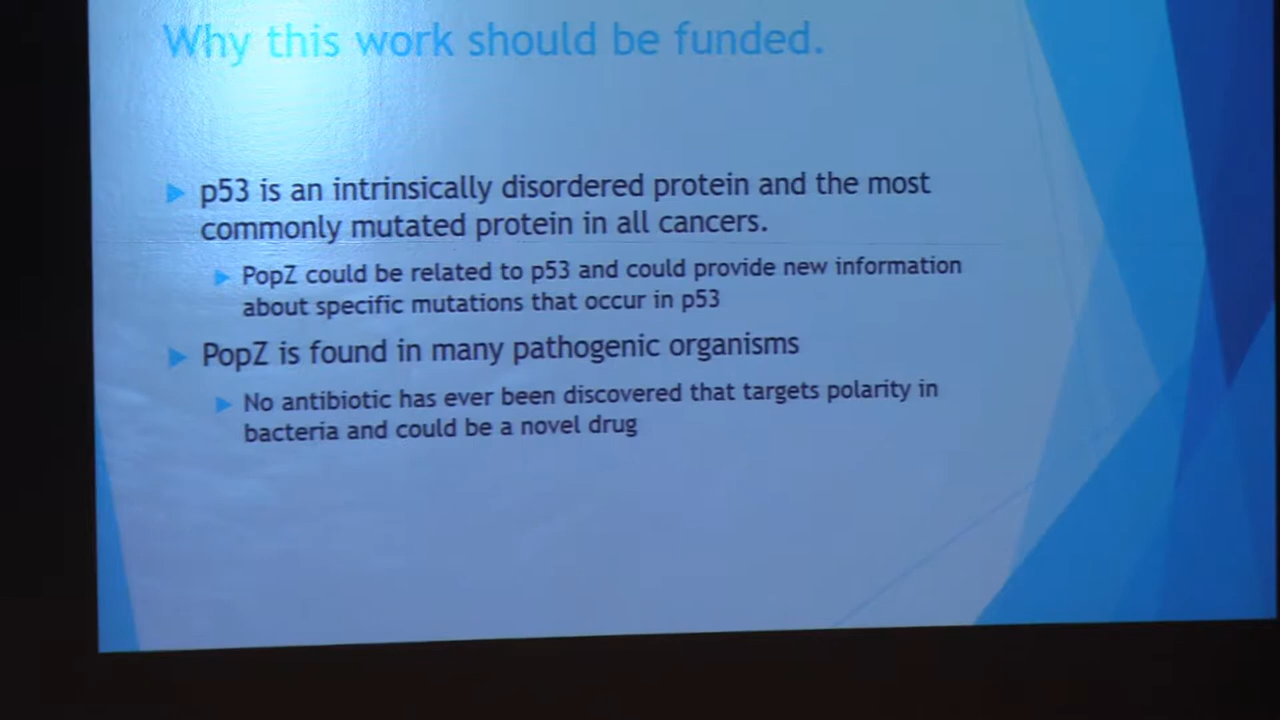 Why this work should be funded.
p53 is an intrinsically disordered protein and the most
commonly mutated protein in all cancers.
PopZ could be related to p53 and could provide new information
about specific mutations that occur in p53
PopZ is found in many pathogenic organisms
No antibiotic has ever been discovered that targets polarity in
bacteria and could be a novel drug